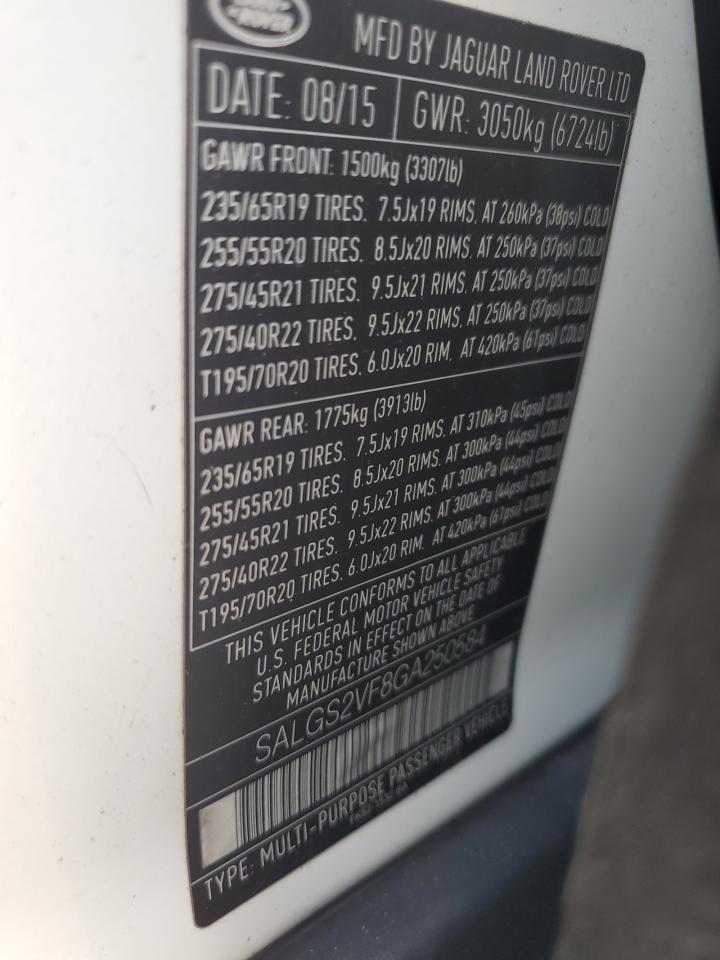 ROVER
MFD BY JAGUAR LAND ROVER LTD
DATE: 08/15 GWR: 3050kg (6724lb)
GAWR FRONT: 1500kg (3307lb)
235/65R19 TIRES. 7.5Jx19 RIMS. AT 260kPa (38psi) COLD
255/55R20 TIRES. 8.5Jx20 RIMS. AT 250kPa (37psi) COLD
275/45R21 TIRES. 9.5Jx21 RIMS. AT 250kPa (37psi) COLD
275/40R22 TIRES. 9.5Jx22 RIMS. AT 250kPa (37psi) COLD
T195/70R20 TIRES. 6.0Jx20 RIM. AT 420kPa (61psi) COLD
GAWR REAR: 1775kg (3913lb)
235/65R19 TIRES. 7.5Jx19 RIMS. AT 310kPa (45psi) COLD
255/55R20 TIRES. 8.5Jx20 RIMS. AT 300kPa (44psi) COLD
275/45R21 TIRES. 9.5Jx21 RIMS. AT 300kPa (44psi) COLD
275/40R22 TIRES. 9.5Jx22 RIMS. AT 300kPa (44psi) COLD
T195/70R20 TIRES. 6.0Jx20 RIM. AT 420kPa (61psi) COLD
THIS VEHICLE CONFORMS TO ALL APPLICABLE
U.S. FEDERAL MOTOR VEHICLE SAFETY
STANDARDS IN EFFECT ON THE DATE OF
MANUFACTURE SHOWN ABOVE
SALGS2VF8GA250584
TYPE: MULTI-PURPOSE PASSENGER VEHICLE